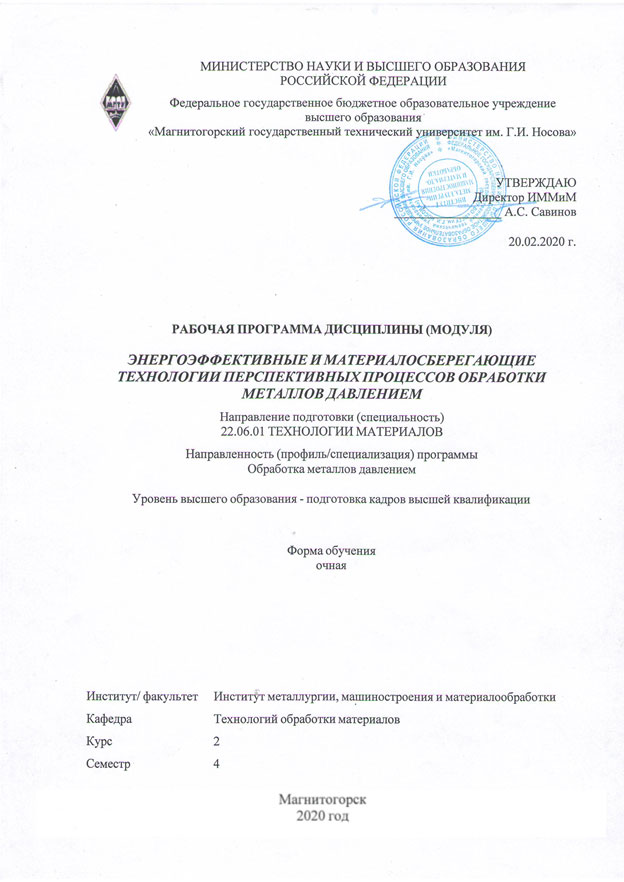 МИНИСТЕРСТВО НАУКИ И ВЫСШЕГО ОБРАЗОВАНИЯ
РОССИЙСКОЙ ФЕДЕРАЦИИ
Федеральное государственное бюджетное образовательное учреждение
высшего образования
«Магнитогорский государственный технический университет им. Г.И. Носова»
УТВЕРЖДАЮ
Директор ИММиМ
А.С. Савинов
20.02.2020 г.
РАБОЧАЯ ПРОГРАММА ДИСЦИПЛИНЫ (МОДУЛЯ)
ЭНЕРГОЭФФЕКТИВНЫЕ И МАТЕРИАЛОСБЕРЕГАЮЩИЕ
ТЕХНОЛОГИИ ПЕРСПЕКТИВНЫХ ПРОЦЕССОВ ОБРАБОТКИ
МЕТАЛЛОВ ДАВЛЕНИЕМ
Направление подготовки (специальность)
22.06.01 ТЕХНОЛОГИИ МАТЕРИАЛОВ
Направленность (профиль/специализация) программы
Обработка металлов давлением
Уровень высшего образования - подготовка кадров высшей квалификации
Форма обучения
очная
Институт/ факультет Институт металлургии, машиностроения и материалообработки
Кафедра Технологий обработки материалов
Курс 2
Семестр 4
Магнитогорск
2020 год